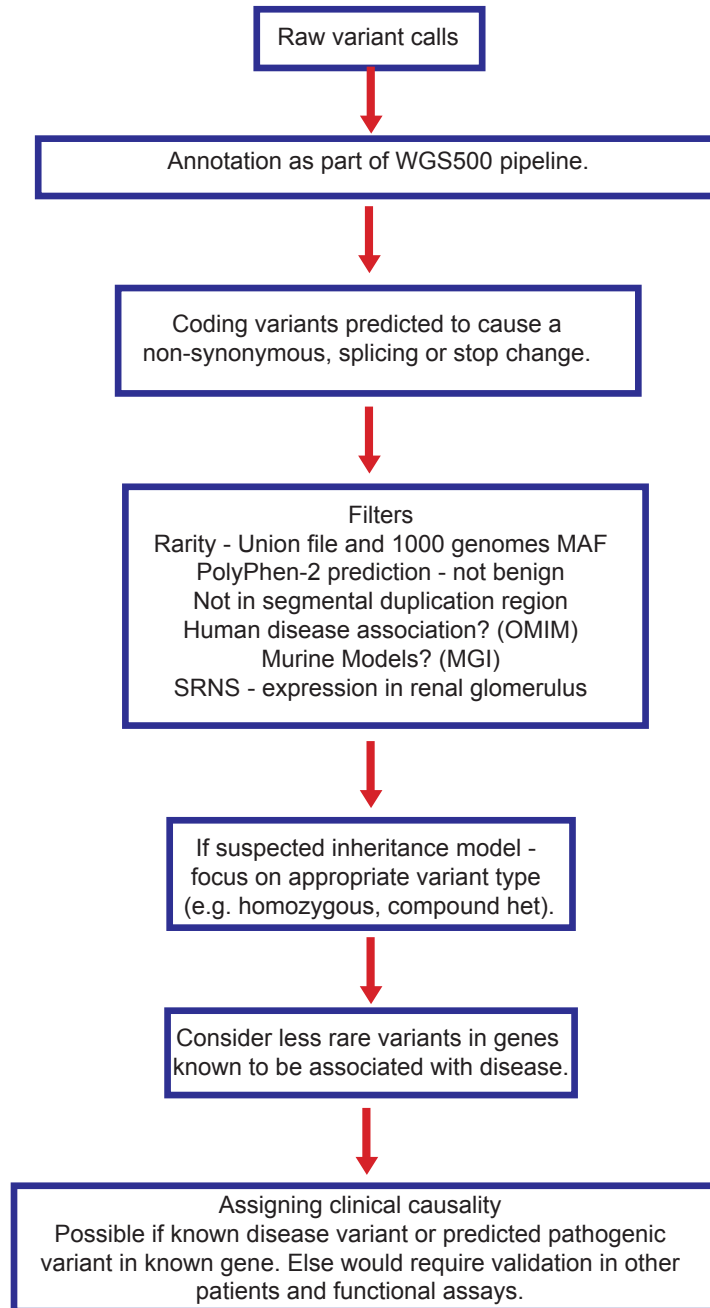 Raw variant calls
Annotation as part of WGS500 pipeline.
Coding variants predicted to cause a
non-synonymous, splicing or stop change.
Filters
Rarity - Union file and 1000 genomes MAF
PolyPhen-2 prediction - not benign
Not in segmental duplication region
Human disease association? (OMIM)
Murine Models? (MGI)
SRNS - expression in renal glomerulus
If suspected inheritance model -
focus on appropriate variant type
(e.g. homozygous, compound het).
Consider less rare variants in genes
known to be associated with disease.
Assigning clinical causality
Possible if known disease variant or predicted pathogenic
variant in known gene. Else would require validation in other
patients and functional assays.